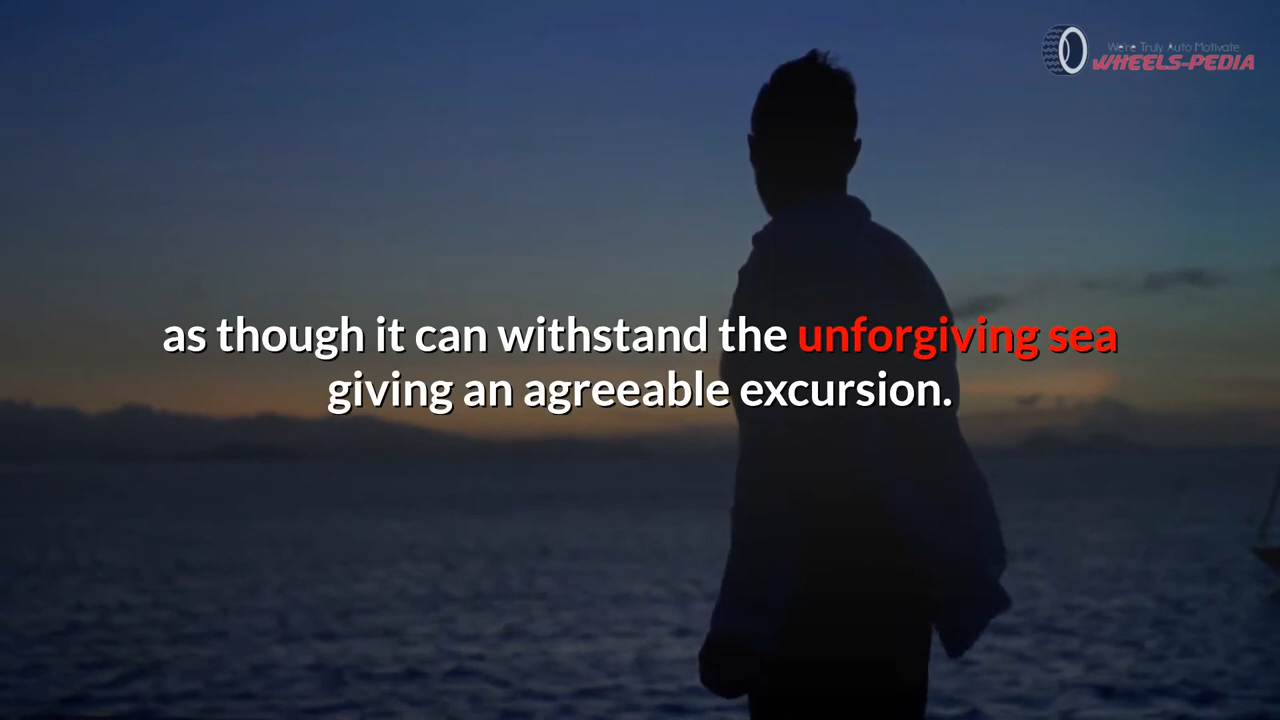 We're Truly Auto Motivate
WHEELS-PEDIA
as though it can withstand the unforgiving sea
giving an agreeable excursion.